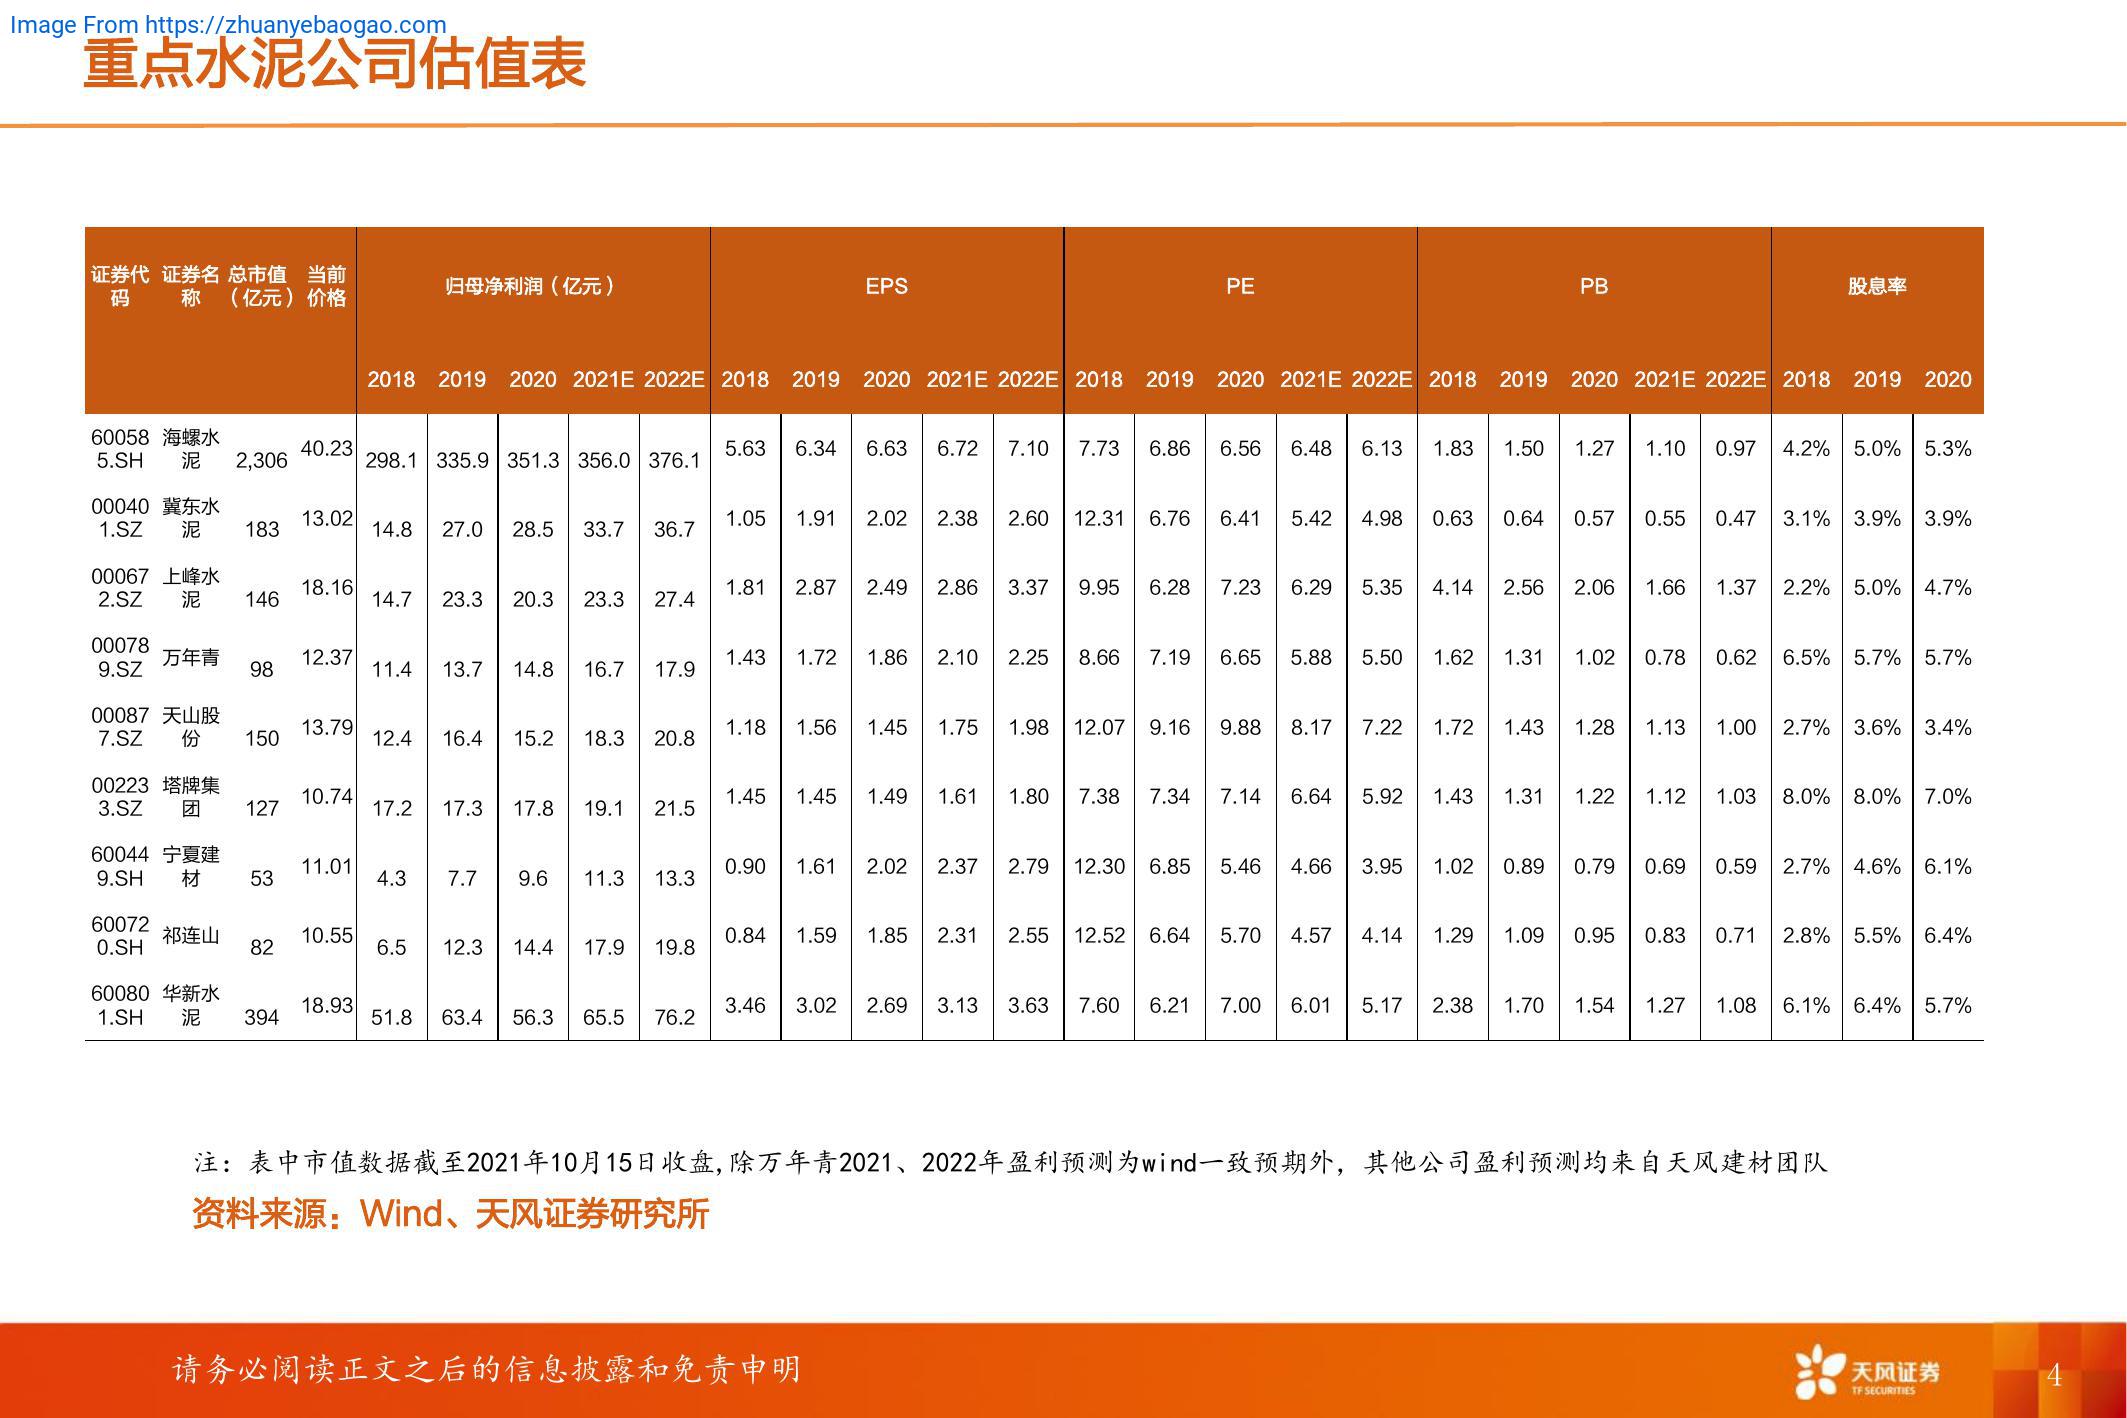 Image From https://zhuanyebaogao.com
重点水泥公司估值表
证券代码 证券名称 总市值（亿元） 当前价格 归母净利润（亿元） EPS PE PB 股息率
2018 2019 2020 2021E 2022E 2018 2019 2020 2021E 2022E 2018 2019 2020 2021E 2022E 2018 2019 2020 2021E 2022E 2018 2019 2020
600585.SH 海螺水泥 2,306 40.23 298.1 335.9 351.3 356.0 376.1 5.63 6.34 6.63 6.72 7.10 7.73 6.86 6.56 6.48 6.13 1.83 1.50 1.27 1.10 0.97 4.2% 5.0% 5.3%
000401.SZ 冀东水泥 183 13.02 14.8 27.0 28.5 33.7 36.7 1.05 1.91 2.02 2.38 2.60 12.31 6.76 6.41 5.42 4.98 0.63 0.64 0.57 0.55 0.47 3.1% 3.9% 3.9%
000672.SZ 上峰水泥 146 18.16 14.7 23.3 20.3 23.3 27.4 1.81 2.87 2.49 2.86 3.37 9.95 6.28 7.23 6.29 5.35 4.14 2.56 2.06 1.66 1.37 2.2% 5.0% 4.7%
000789.SZ 万年青 98 12.37 11.4 13.7 14.8 16.7 17.9 1.43 1.72 1.86 2.10 2.25 8.66 7.19 6.65 5.88 5.50 1.62 1.31 1.02 0.78 0.62 6.5% 5.7% 5.7%
000877.SZ 天山股份 150 13.79 12.4 16.4 15.2 18.3 20.8 1.18 1.56 1.45 1.75 1.98 12.07 9.16 9.88 8.17 7.22 1.72 1.43 1.28 1.13 1.00 2.7% 3.6% 3.4%
002233.SZ 塔牌集团 127 10.74 17.2 17.3 17.8 19.1 21.5 1.45 1.45 1.49 1.61 1.80 7.38 7.34 7.14 6.64 5.92 1.43 1.31 1.22 1.12 1.03 8.0% 8.0% 7.0%
600449.SH 宁夏建材 53 11.01 4.3 7.7 9.6 11.3 13.3 0.90 1.61 2.02 2.37 2.79 12.30 6.85 5.46 4.66 3.95 1.02 0.89 0.79 0.69 0.59 2.7% 4.6% 6.1%
600720.SH 祁连山 82 10.55 6.5 12.3 14.4 17.9 19.8 0.84 1.59 1.85 2.31 2.55 12.52 6.64 5.70 4.57 4.14 1.29 1.09 0.95 0.83 0.71 2.8% 5.5% 6.4%
600801.SH 华新水泥 394 18.93 51.8 63.4 56.3 65.5 76.2 3.46 3.02 2.69 3.13 3.63 7.60 6.21 7.00 6.01 5.17 2.38 1.70 1.54 1.27 1.08 6.1% 6.4% 5.7%
注：表中市值数据截至2021年10月15日收盘,除万年青2021、2022年盈利预测为wind一致预期外，其他公司盈利预测均来自天风建材团队
资料来源：Wind、天风证券研究所
请务必阅读正文之后的信息披露和免责申明
天风证券
TF SECURITIES
4